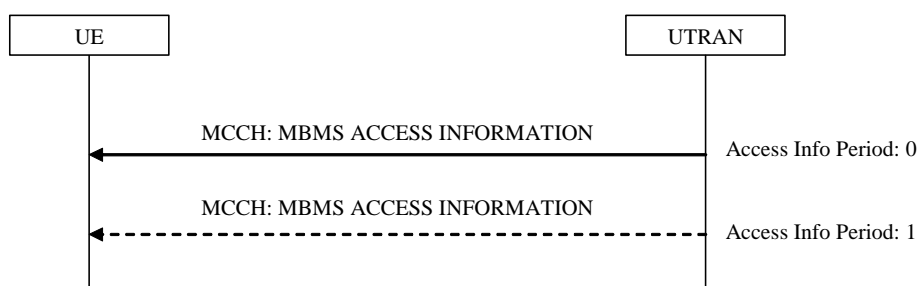 UE
UTRAN
MCCH: MBMS ACCESS INFORMATION
Access Info Period: 0
MCCH: MBMS ACCESS INFORMATION
Access Info Period: 1